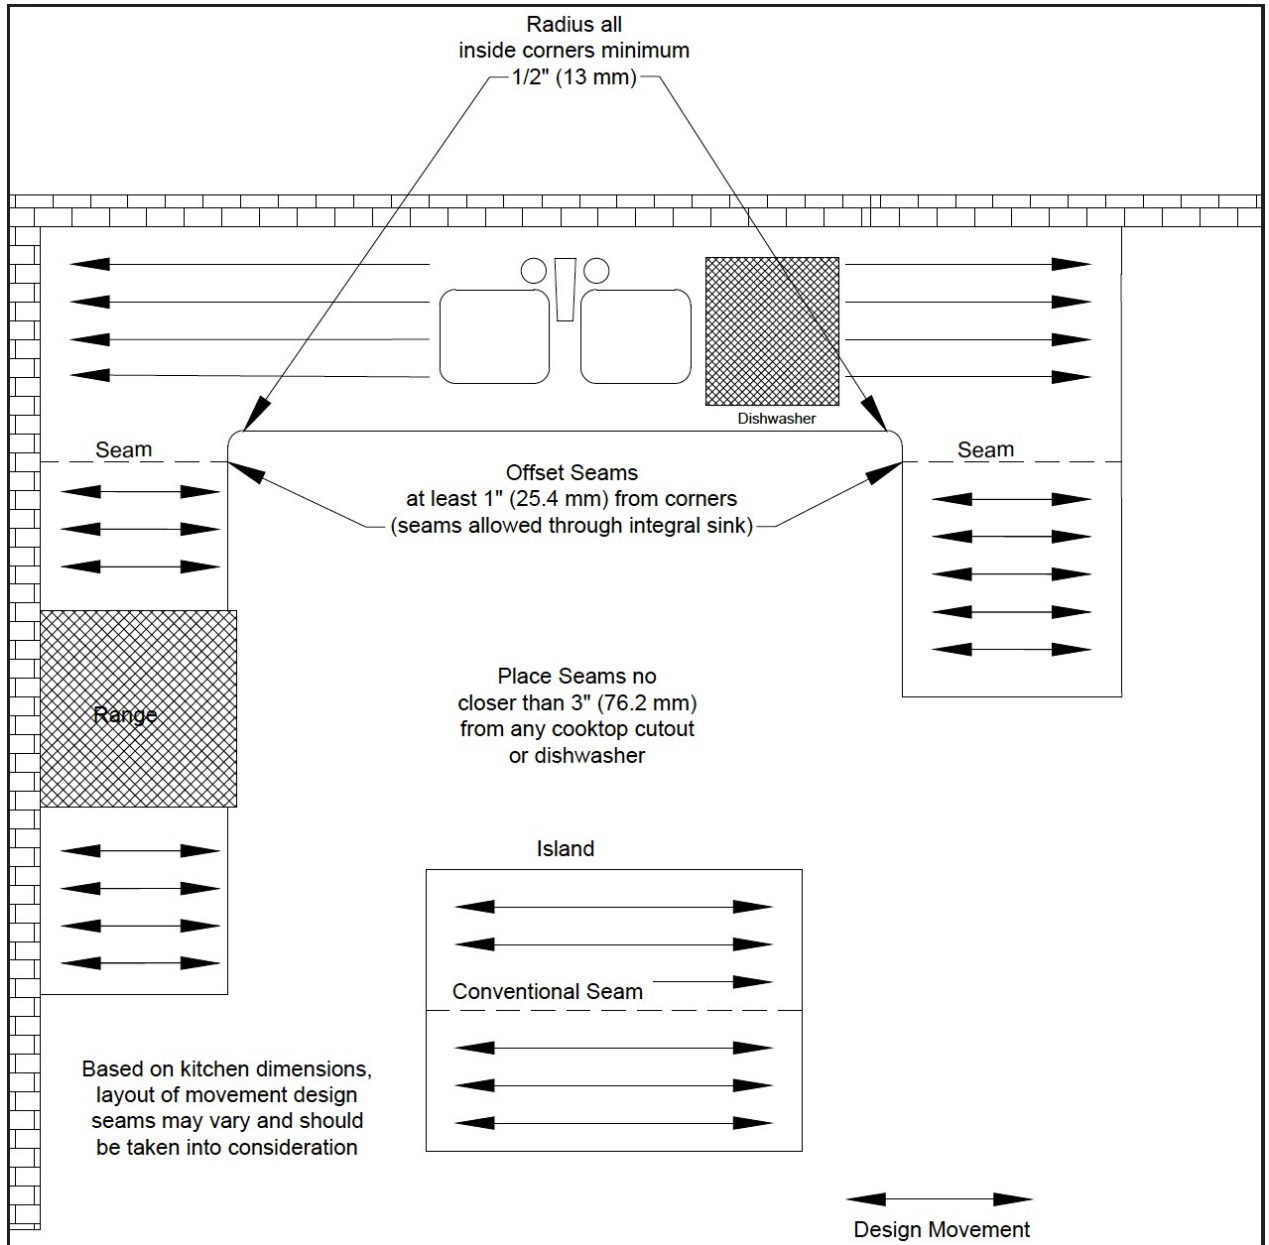 Radius all
inside corners minimum
1/2" (13 mm)
Dishwasher
Seam
Seam
Offset Seams
at least 1" (25.4 mm) from corners
(seams allowed through integral sink)
Place Seams no
closer than 3" (76.2 mm)
from any cooktop cutout
or dishwasher
Range
Island
Conventional Seam
Based on kitchen dimensions,
layout of movement design
seams may vary and should
be taken into consideration
Design Movement